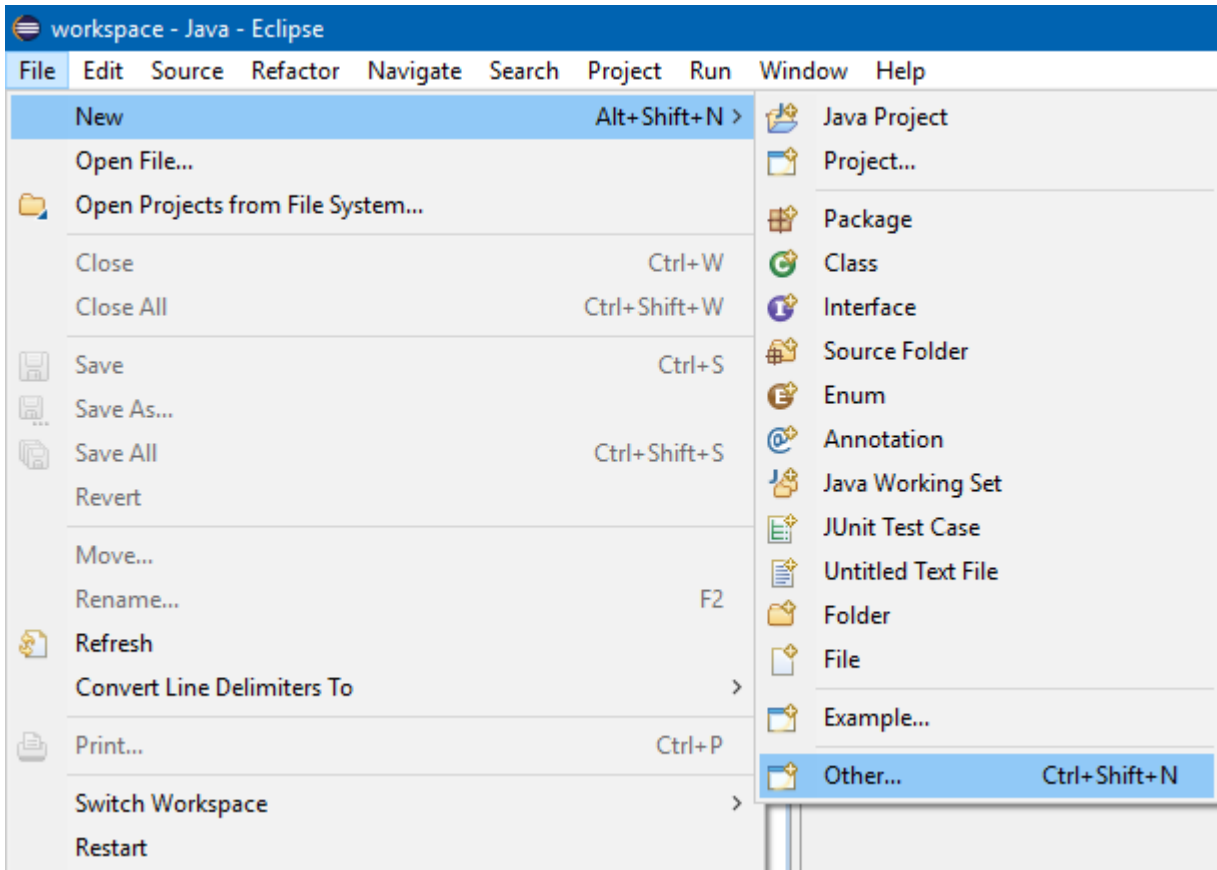 workspace - Java - Eclipse
File Edit Source Refactor Navigate Search Project Run Window Help
New Alt+Shift+N >
Open File...
Open Projects from File System...
Close Ctrl+W
Close All Ctrl+Shift+W
Save Ctrl+S
Save As...
Save All Ctrl+Shift+S
Revert
Move...
Rename... F2
Refresh
Convert Line Delimiters To >
Print... Ctrl+P
Switch Workspace >
Restart
Java Project
Project...
Package
Class
Interface
Source Folder
Enum
Annotation
Java Working Set
JUnit Test Case
Untitled Text File
Folder
File
Example...
Other... Ctrl+Shift+N